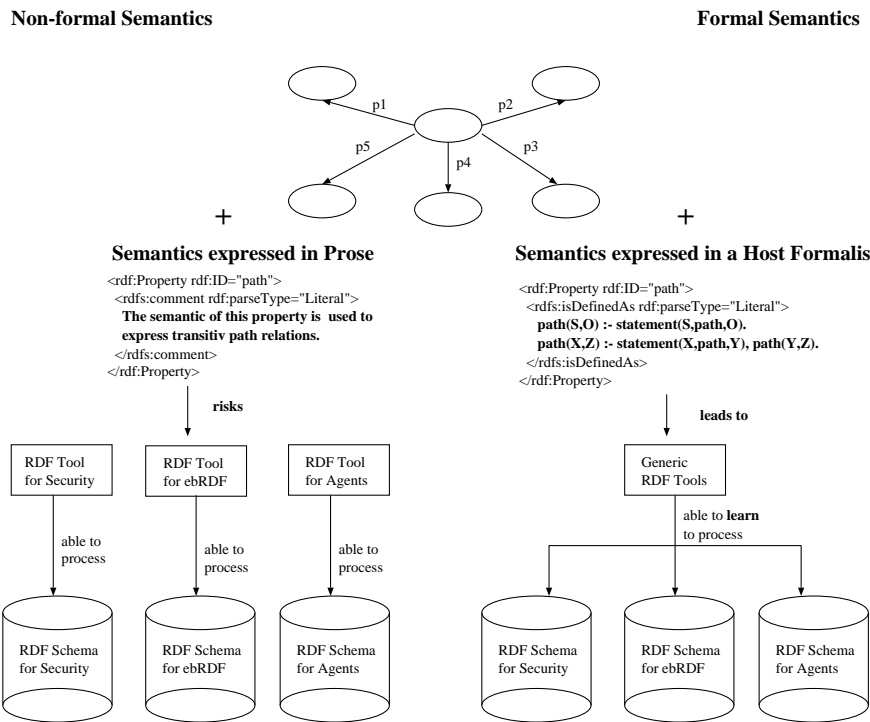 Non-formal Semantics
Formal Semantics
p1
p2
p5
p3
p4
+
+
Semantics expressed in Prose
<rdf:Property rdf:ID="path">
<rdfs:comment rdf:parseType="Literal">
The semantic of this property is used to
express transitiv path relations.
</rdfs:comment>
</rdf:Property>
Semantics expressed in a Host Formalis
<rdf:Property rdf:ID="path">
<rdfs:isDefinedAs rdf:parseType="Literal">
path(S,O) :- statement(S,path,O).
path(X,Z) :- statement(X,path,Y), path(Y,Z).
</rdfs:isDefinedAs>
</rdf:Property>
risks
leads to
RDF Tool
for Security
RDF Tool
for ebRDF
RDF Tool
for Agents
Generic
RDF Tools
able to
process
able to
process
able to
process
able to learn
to process
RDF Schema
for Security
RDF Schema
for ebRDF
RDF Schema
for Agents
RDF Schema
for Security
RDF Schema
for ebRDF
RDF Schema
for Agents